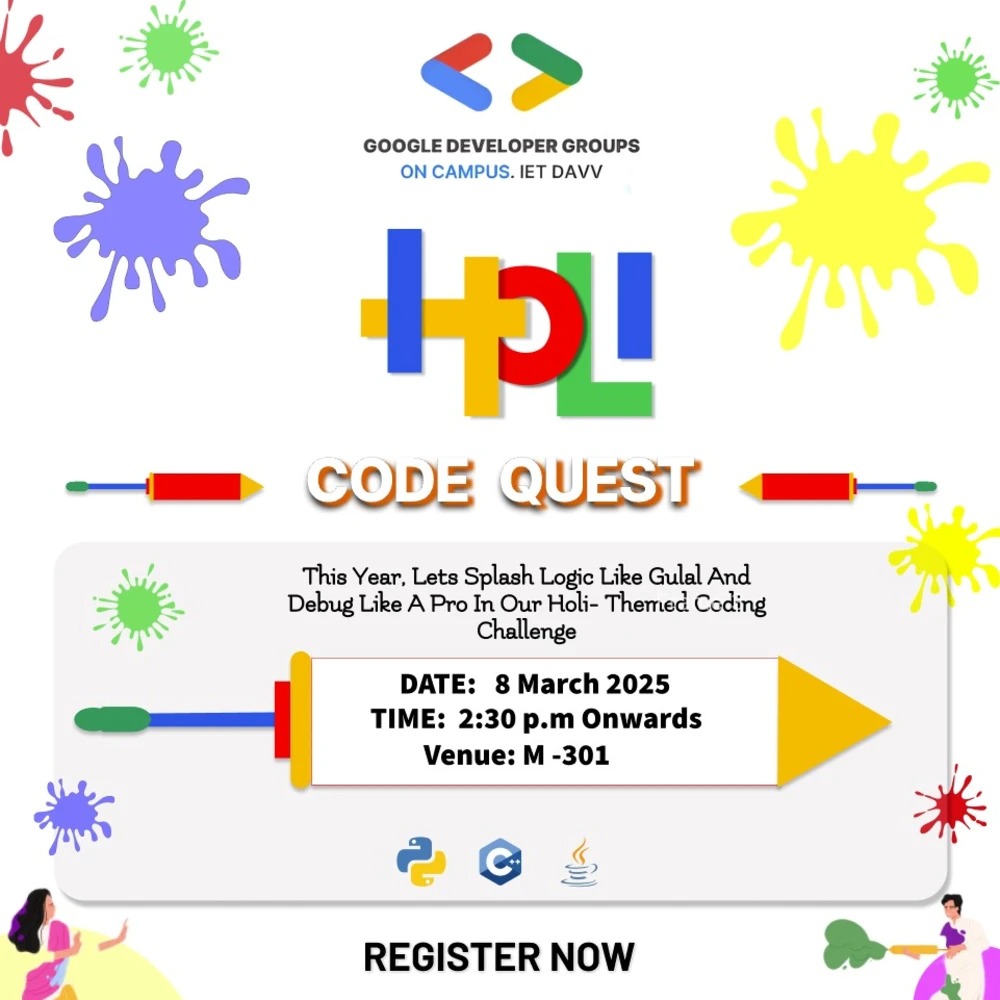 GOOGLE DEVELOPER GROUPS
ON CAMPUS. IET DAVV
HOLI
CODE QUEST
This Year, Lets Splash Logic Like Gulal And
Debug Like A Pro In Our Holi- Themed Coding
Challenge
DATE: 8 March 2025
TIME: 2:30 p.m Onwards
Venue: M -301
C++
REGISTER NOW